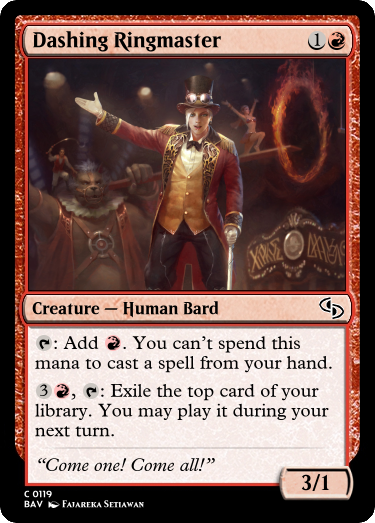 Dashing Ringmaster 1
Creature — Human Bard
: Add . You can't spend this
mana to cast a spell from your hand.
3 , : Exile the top card of your
library. You may play it during your
next turn.
“Come one! Come all!”
3/1
C 0119
BAV Fajareka Setiawan